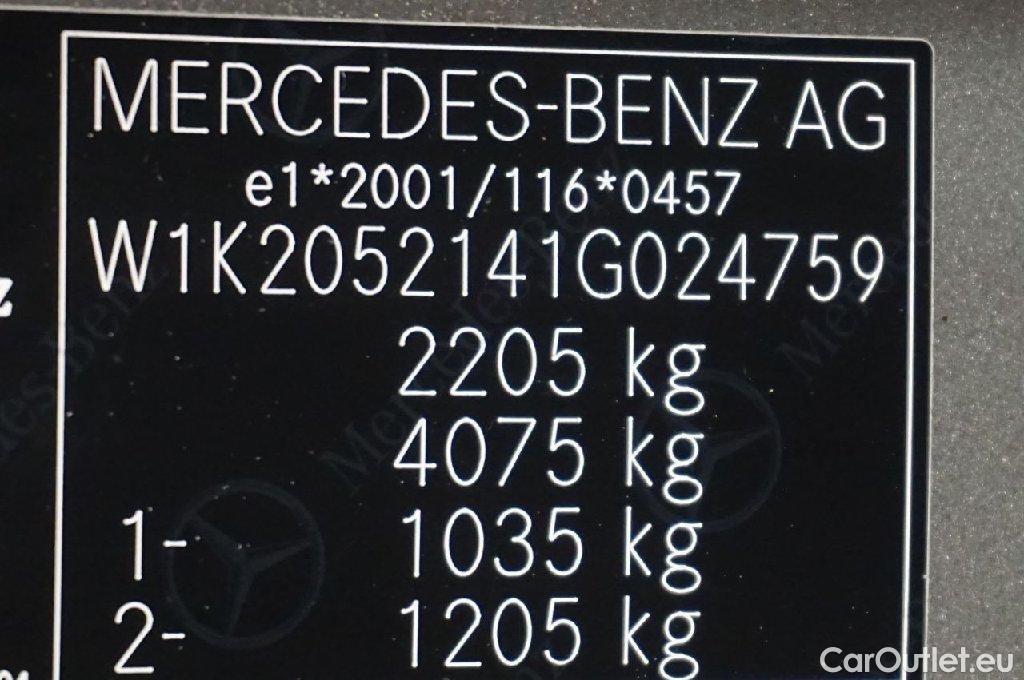 MERCEDES-BENZ AG
e1*2001/116*0457
W1K2052141G024759
2205 kg
4075 kg
1- 1035 kg
2- 1205 kg
CarOutlet.eu